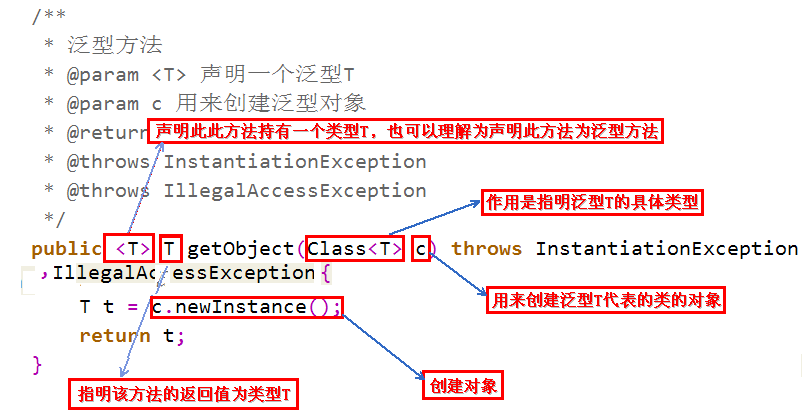 /**
* 泛型方法
* @param <T> 声明一个泛型T
* @param c 用来创建泛型对象
* @return
声明此此方法持有一个类型T，也可以理解为声明此方法为泛型方法
* @throws InstantiationException
* @throws IllegalAccessException
作用是指明泛型T的具体类型
*/
public <T> T getObject(Class<T> c) throws InstantiationException
,IllegalAccessException{
用来创建泛型T代表的类的对象
T t = c.newInstance();
return t;
}
指明该方法的返回值为类型T
创建对象